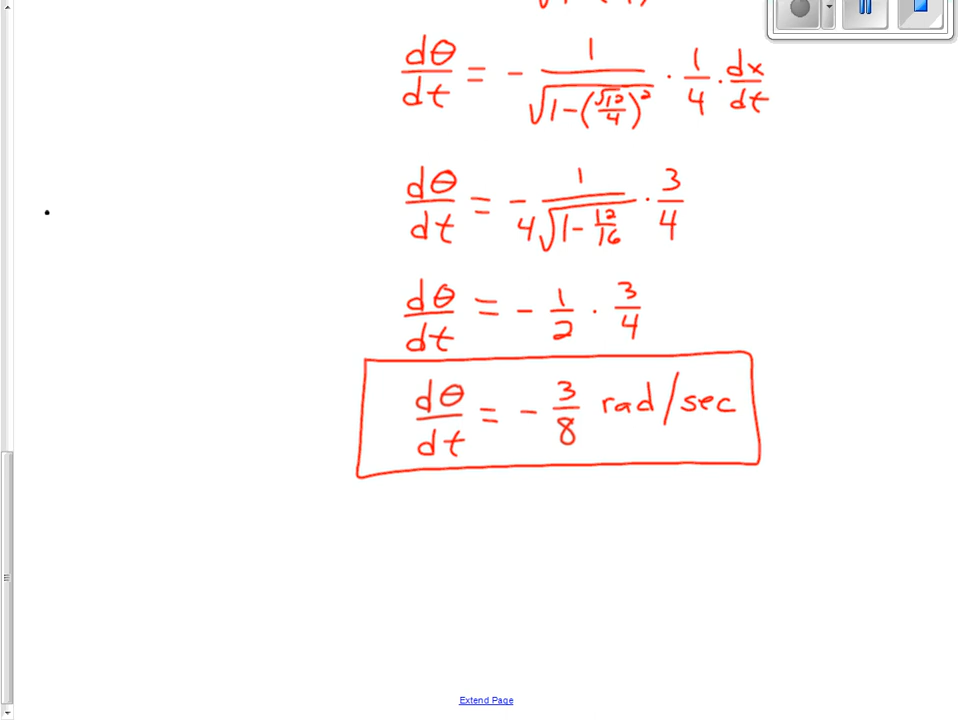 dθ/dt = - 1/√(1-(√12/4)²) · 1/4 · dx/dt
dθ/dt = - 1/(4√(1-12/16)) · 3/4
dθ/dt = - 1/2 · 3/4
dθ/dt = - 3/8 rad/sec
Extend Page